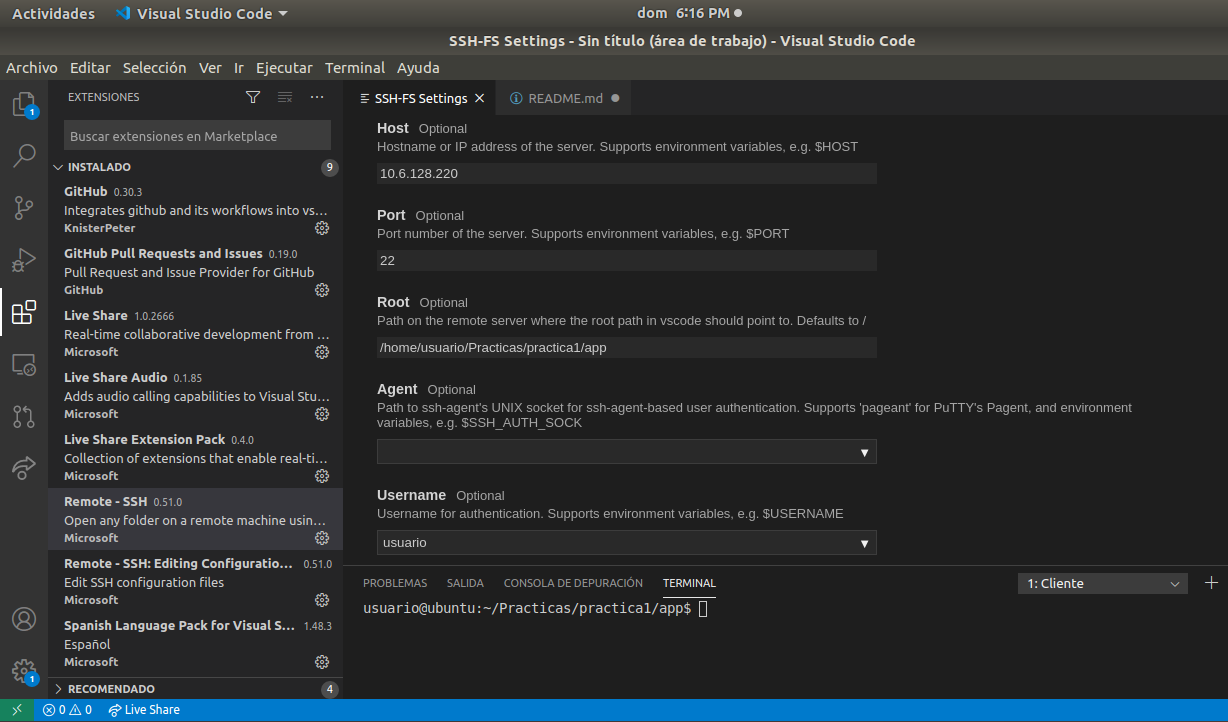 Actividades Visual Studio Code dom 6:16 PM
SSH-FS Settings - Sin título (área de trabajo) - Visual Studio Code
Archivo Editar Selección Ver Ir Ejecutar Terminal Ayuda
EXTENSIONES
Buscar extensiones en Marketplace
INSTALADO 9
GitHub 0.30.3
Integrates github and its workflows into vs...
KnisterPeter
GitHub Pull Requests and Issues 0.19.0
Pull Request and Issue Provider for GitHub
GitHub
Live Share 1.0.2666
Real-time collaborative development from ...
Microsoft
Live Share Audio 0.1.85
Adds audio calling capabilities to Visual Stu...
Microsoft
Live Share Extension Pack 0.4.0
Collection of extensions that enable real-ti...
Microsoft
Remote - SSH 0.51.0
Open any folder on a remote machine usin...
Microsoft
Remote - SSH: Editing Configuratio... 0.51.0
Edit SSH configuration files
Microsoft
Spanish Language Pack for Visual S... 1.48.3
Español
Microsoft
RECOMENDADO 4
1
1
SSH-FS Settings README.md
Host Optional
Hostname or IP address of the server. Supports environment variables, e.g. $HOST
10.6.128.220
Port Optional
Port number of the server. Supports environment variables, e.g. $PORT
22
Root Optional
Path on the remote server where the root path in vscode should point to. Defaults to /
/home/usuario/Practicas/practica1/app
Agent Optional
Path to ssh-agent's UNIX socket for ssh-agent-based user authentication. Supports 'pageant' for PuTTY's Pagent, and environment
variables, e.g. $SSH_AUTH_SOCK
Username Optional
Username for authentication. Supports environment variables, e.g. $USERNAME
usuario
PROBLEMAS SALIDA CONSOLA DE DEPURACIÓN TERMINAL 1: Cliente
usuario@ubuntu:~/Practicas/practica1/app$
0 0 Live Share